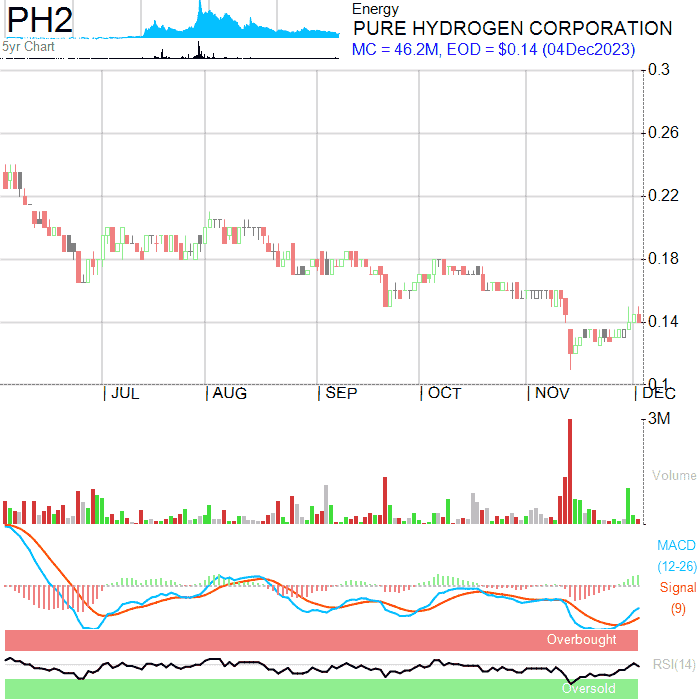 PH2
Energy
PURE HYDROGEN CORPORATION
5yr Chart
MC = 46.2M, EOD = $0.14 (04Dec2023)
0.3
0.26
0.22
0.18
0.14
0.1
JUL AUG SEP OCT NOV DEC
3M
Volume
MACD
(12-26)
Signal
(9)
Overbought
RSI(14)
Oversold